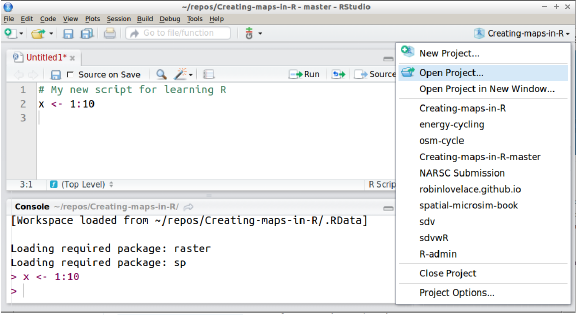 ~/repos/Creating-maps-in-R - master - RStudio
File Edit Code View Plots Session Build Debug Tools Help
Go to file/function
Creating-maps-in-R
Untitled1*
Source on Save
Run
Source
1 # My new script for learning R
2 x <- 1:10
3
3:1 (Top Level) R Scrip
Console ~/repos/Creating-maps-in-R/
[Workspace loaded from ~/repos/Creating-maps-in-R/.RData]
Loading required package: raster
Loading required package: sp
> x <- 1:10
>
New Project...
Open Project...
Open Project in New Window...
Creating-maps-in-R
energy-cycling
osm-cycle
Creating-maps-in-R-master
NARSC Submission
robinlovelace.github.io
spatial-microsim-book
sdv
sdvwR
R-admin
Close Project
Project Options...